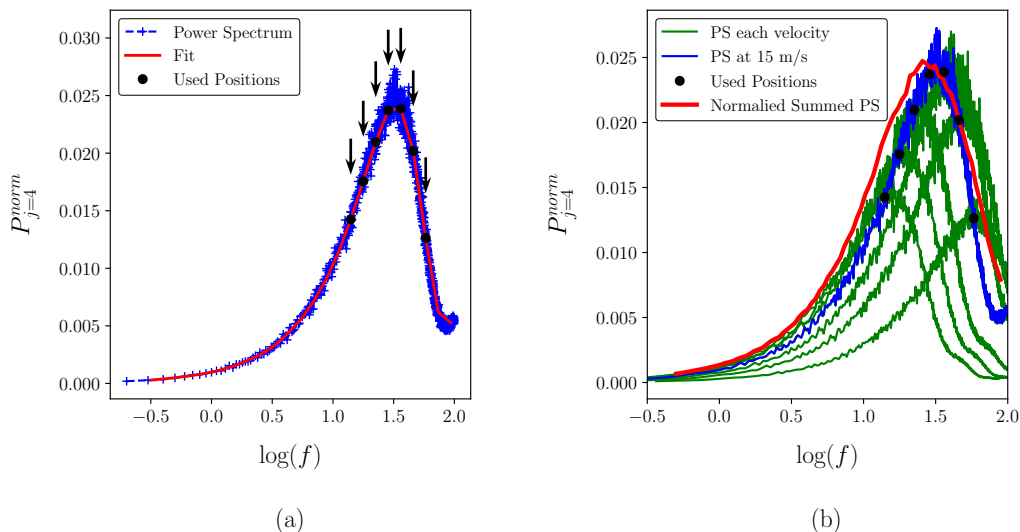 0.030
0.025
0.020
0.015
0.010
0.005
0.000
P_{j=4}^{norm}
Power Spectrum
Fit
Used Positions
−0.5 0.0 0.5 1.0 1.5 2.0
log(f)
(a)
0.025
0.020
0.015
0.010
0.005
0.000
P_{j=4}^{norm}
PS each velocity
PS at 15 m/s
Used Positions
Normalied Summed PS
−0.5 0.0 0.5 1.0 1.5 2.0
log(f)
(b)